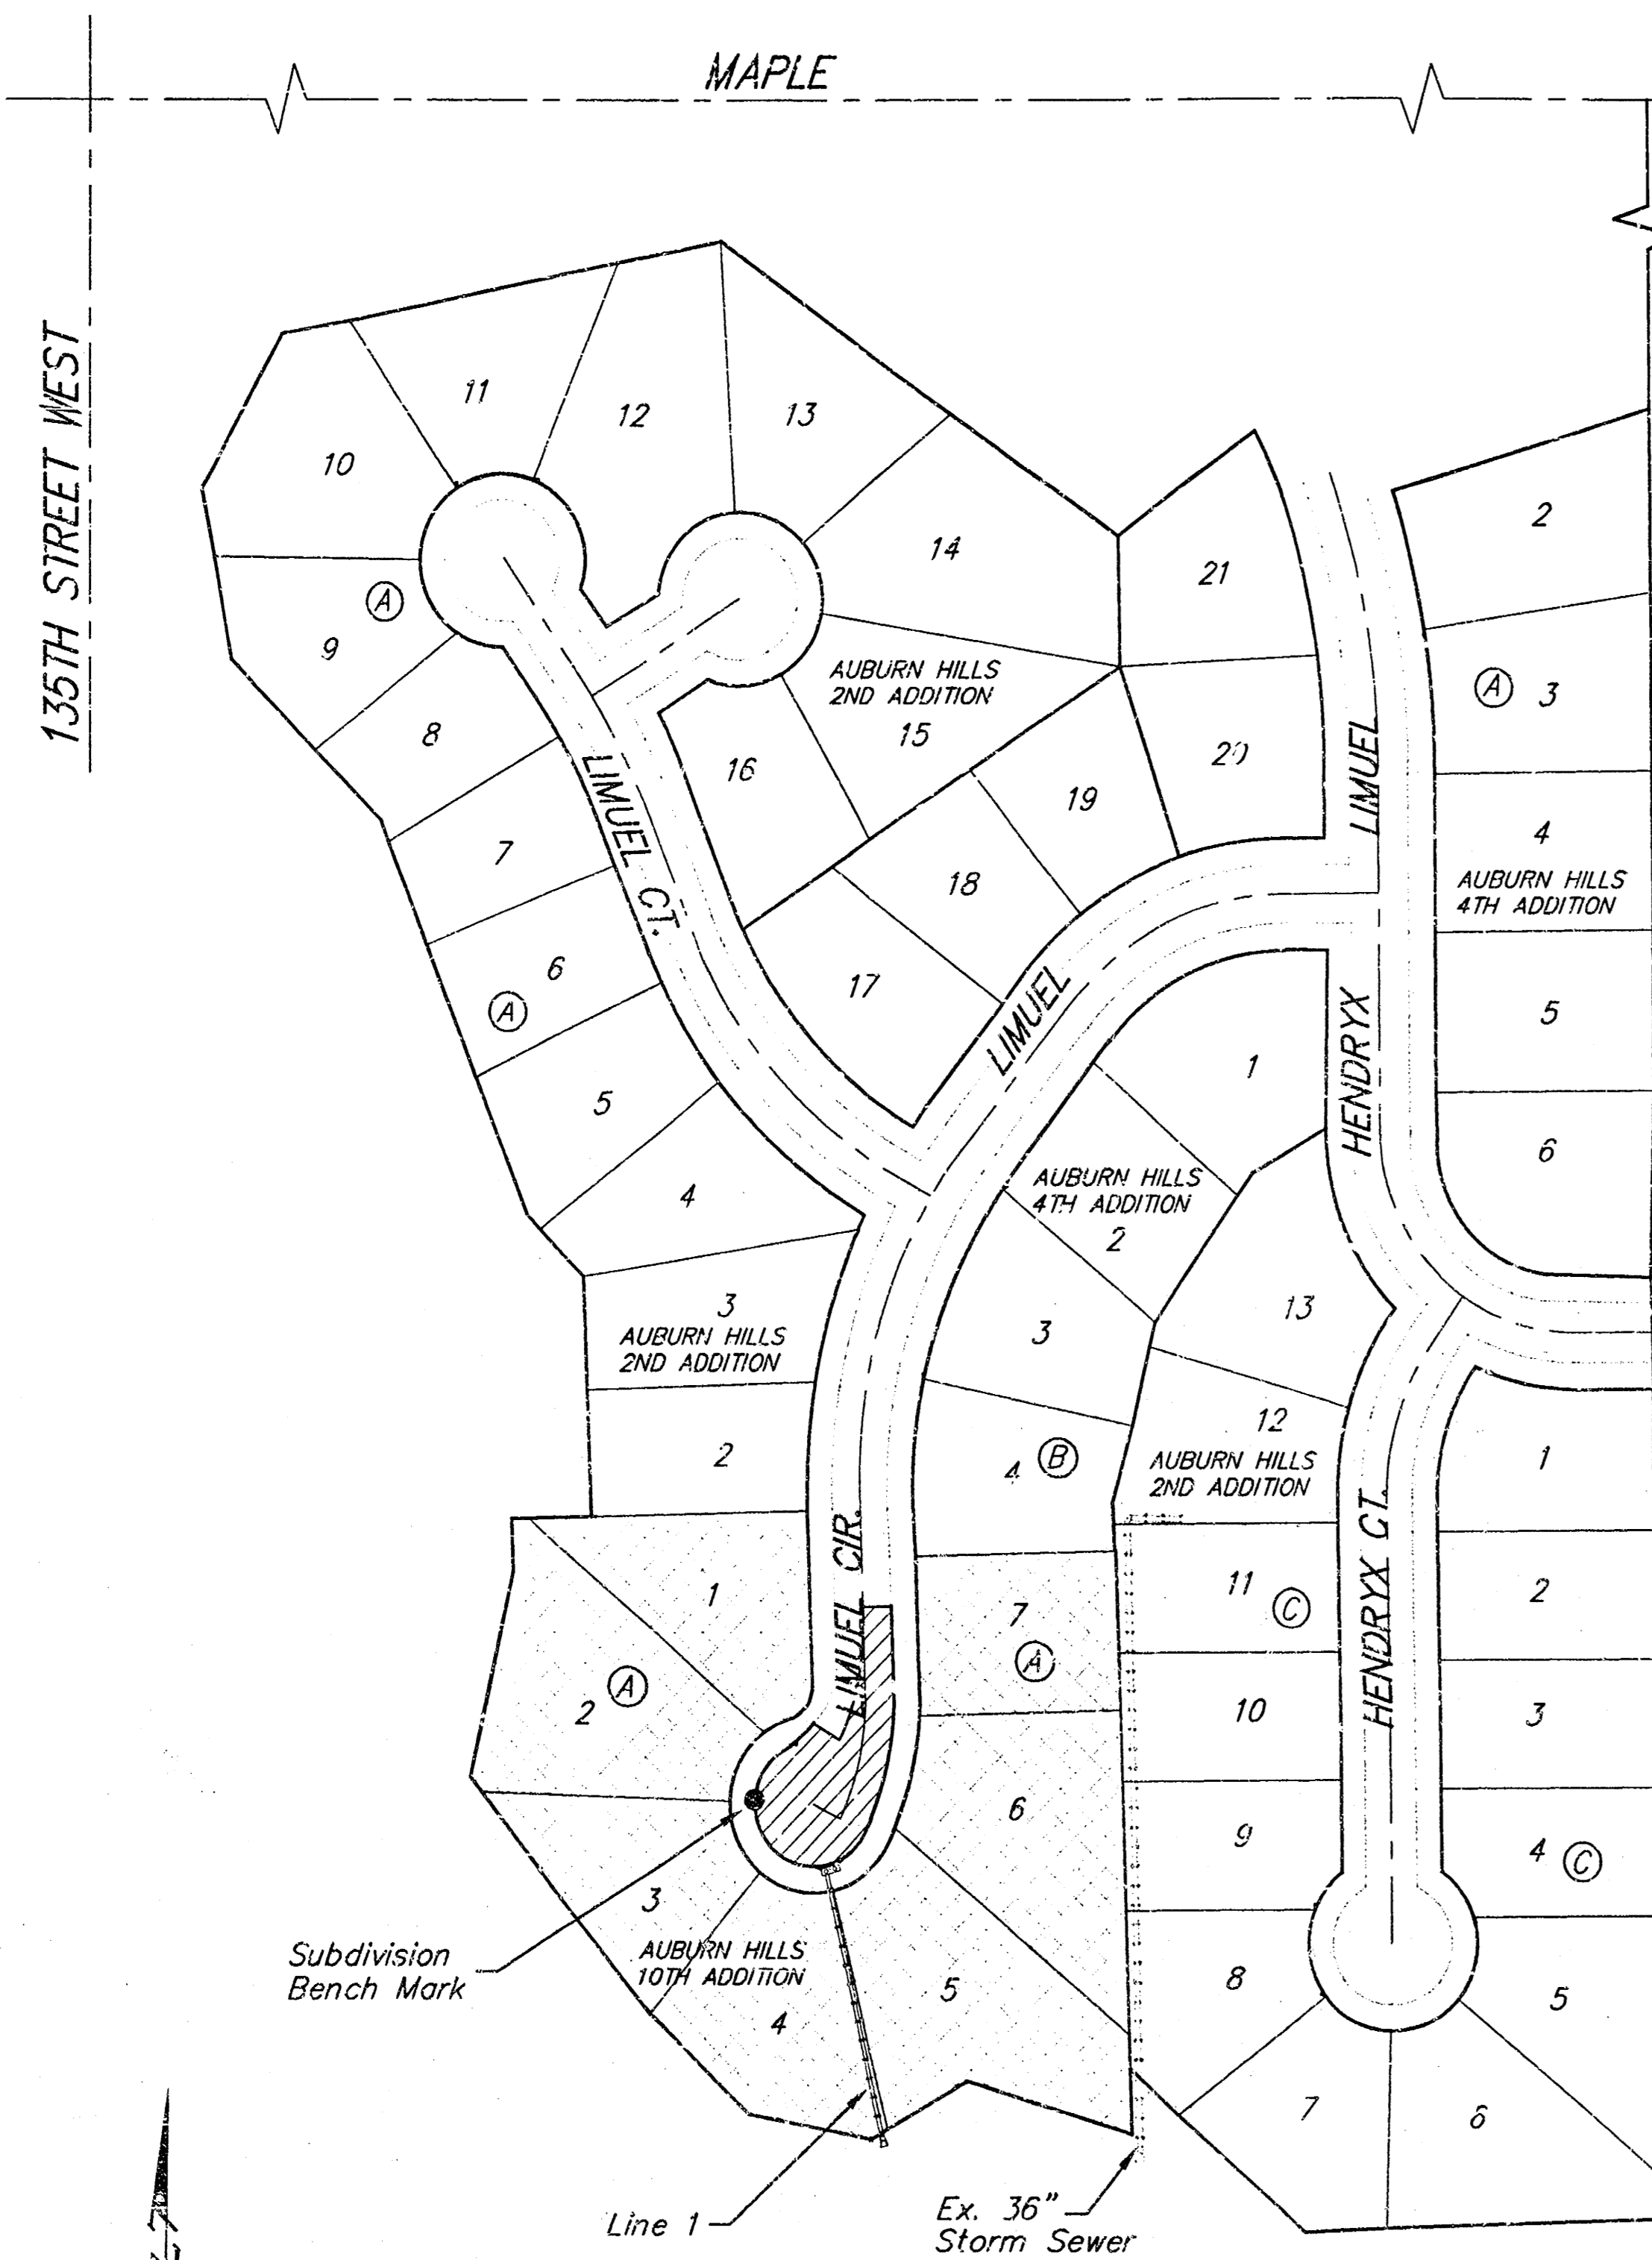 MAPLE
135TH STREET WEST
11
12
13
10
14
21
2
A
9
AUBURN HILLS
2ND ADDITION
15
A
3
8
16
20
LIMUEL
19
4
7
LIMUEL CT.
18
AUBURN HILLS
4TH ADDITION
6
A
17
LIMUEL
5
HENDRYX
1
5
6
4
AUBURN HILLS
4TH ADDITION
2
3
AUBURN HILLS
2ND ADDITION
3
13
2
4
B
12
AUBURN HILLS
2ND ADDITION
1
LIMUEL CIR.
HENDRYX CT.
1
7
A
11
C
2
2
A
10
3
6
9
4
C
3
Subdivision
Bench Mark
AUBURN HILLS
10TH ADDITION
4
5
8
5
7
6
Line 1
Ex. 36"
Storm Sewer